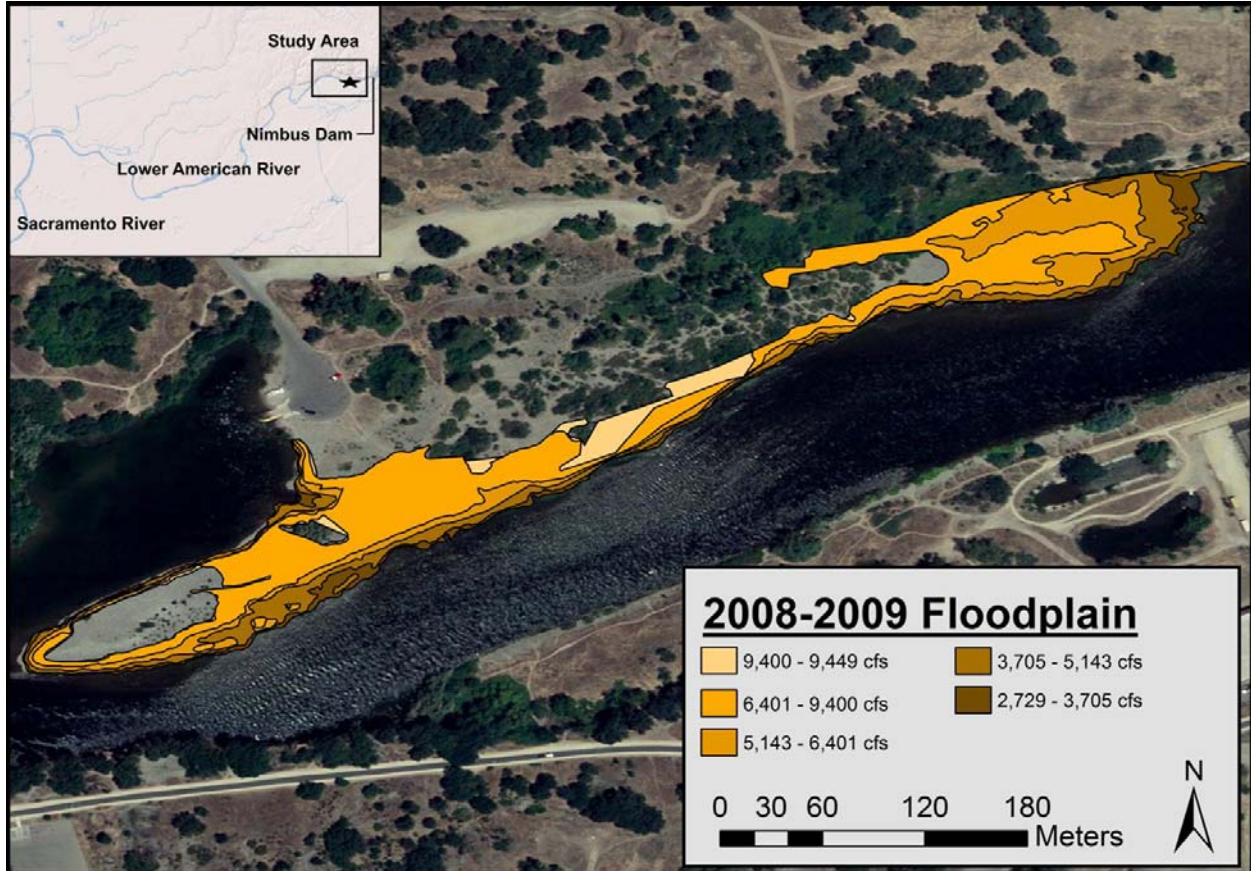 Study Area
Nimbus Dam
Lower American River
Sacramento River
2008-2009 Floodplain
9,400 - 9,449 cfs
6,401 - 9,400 cfs
5,143 - 6,401 cfs
3,705 - 5,143 cfs
2,729 - 3,705 cfs
N
0 30 60 120 180
Meters